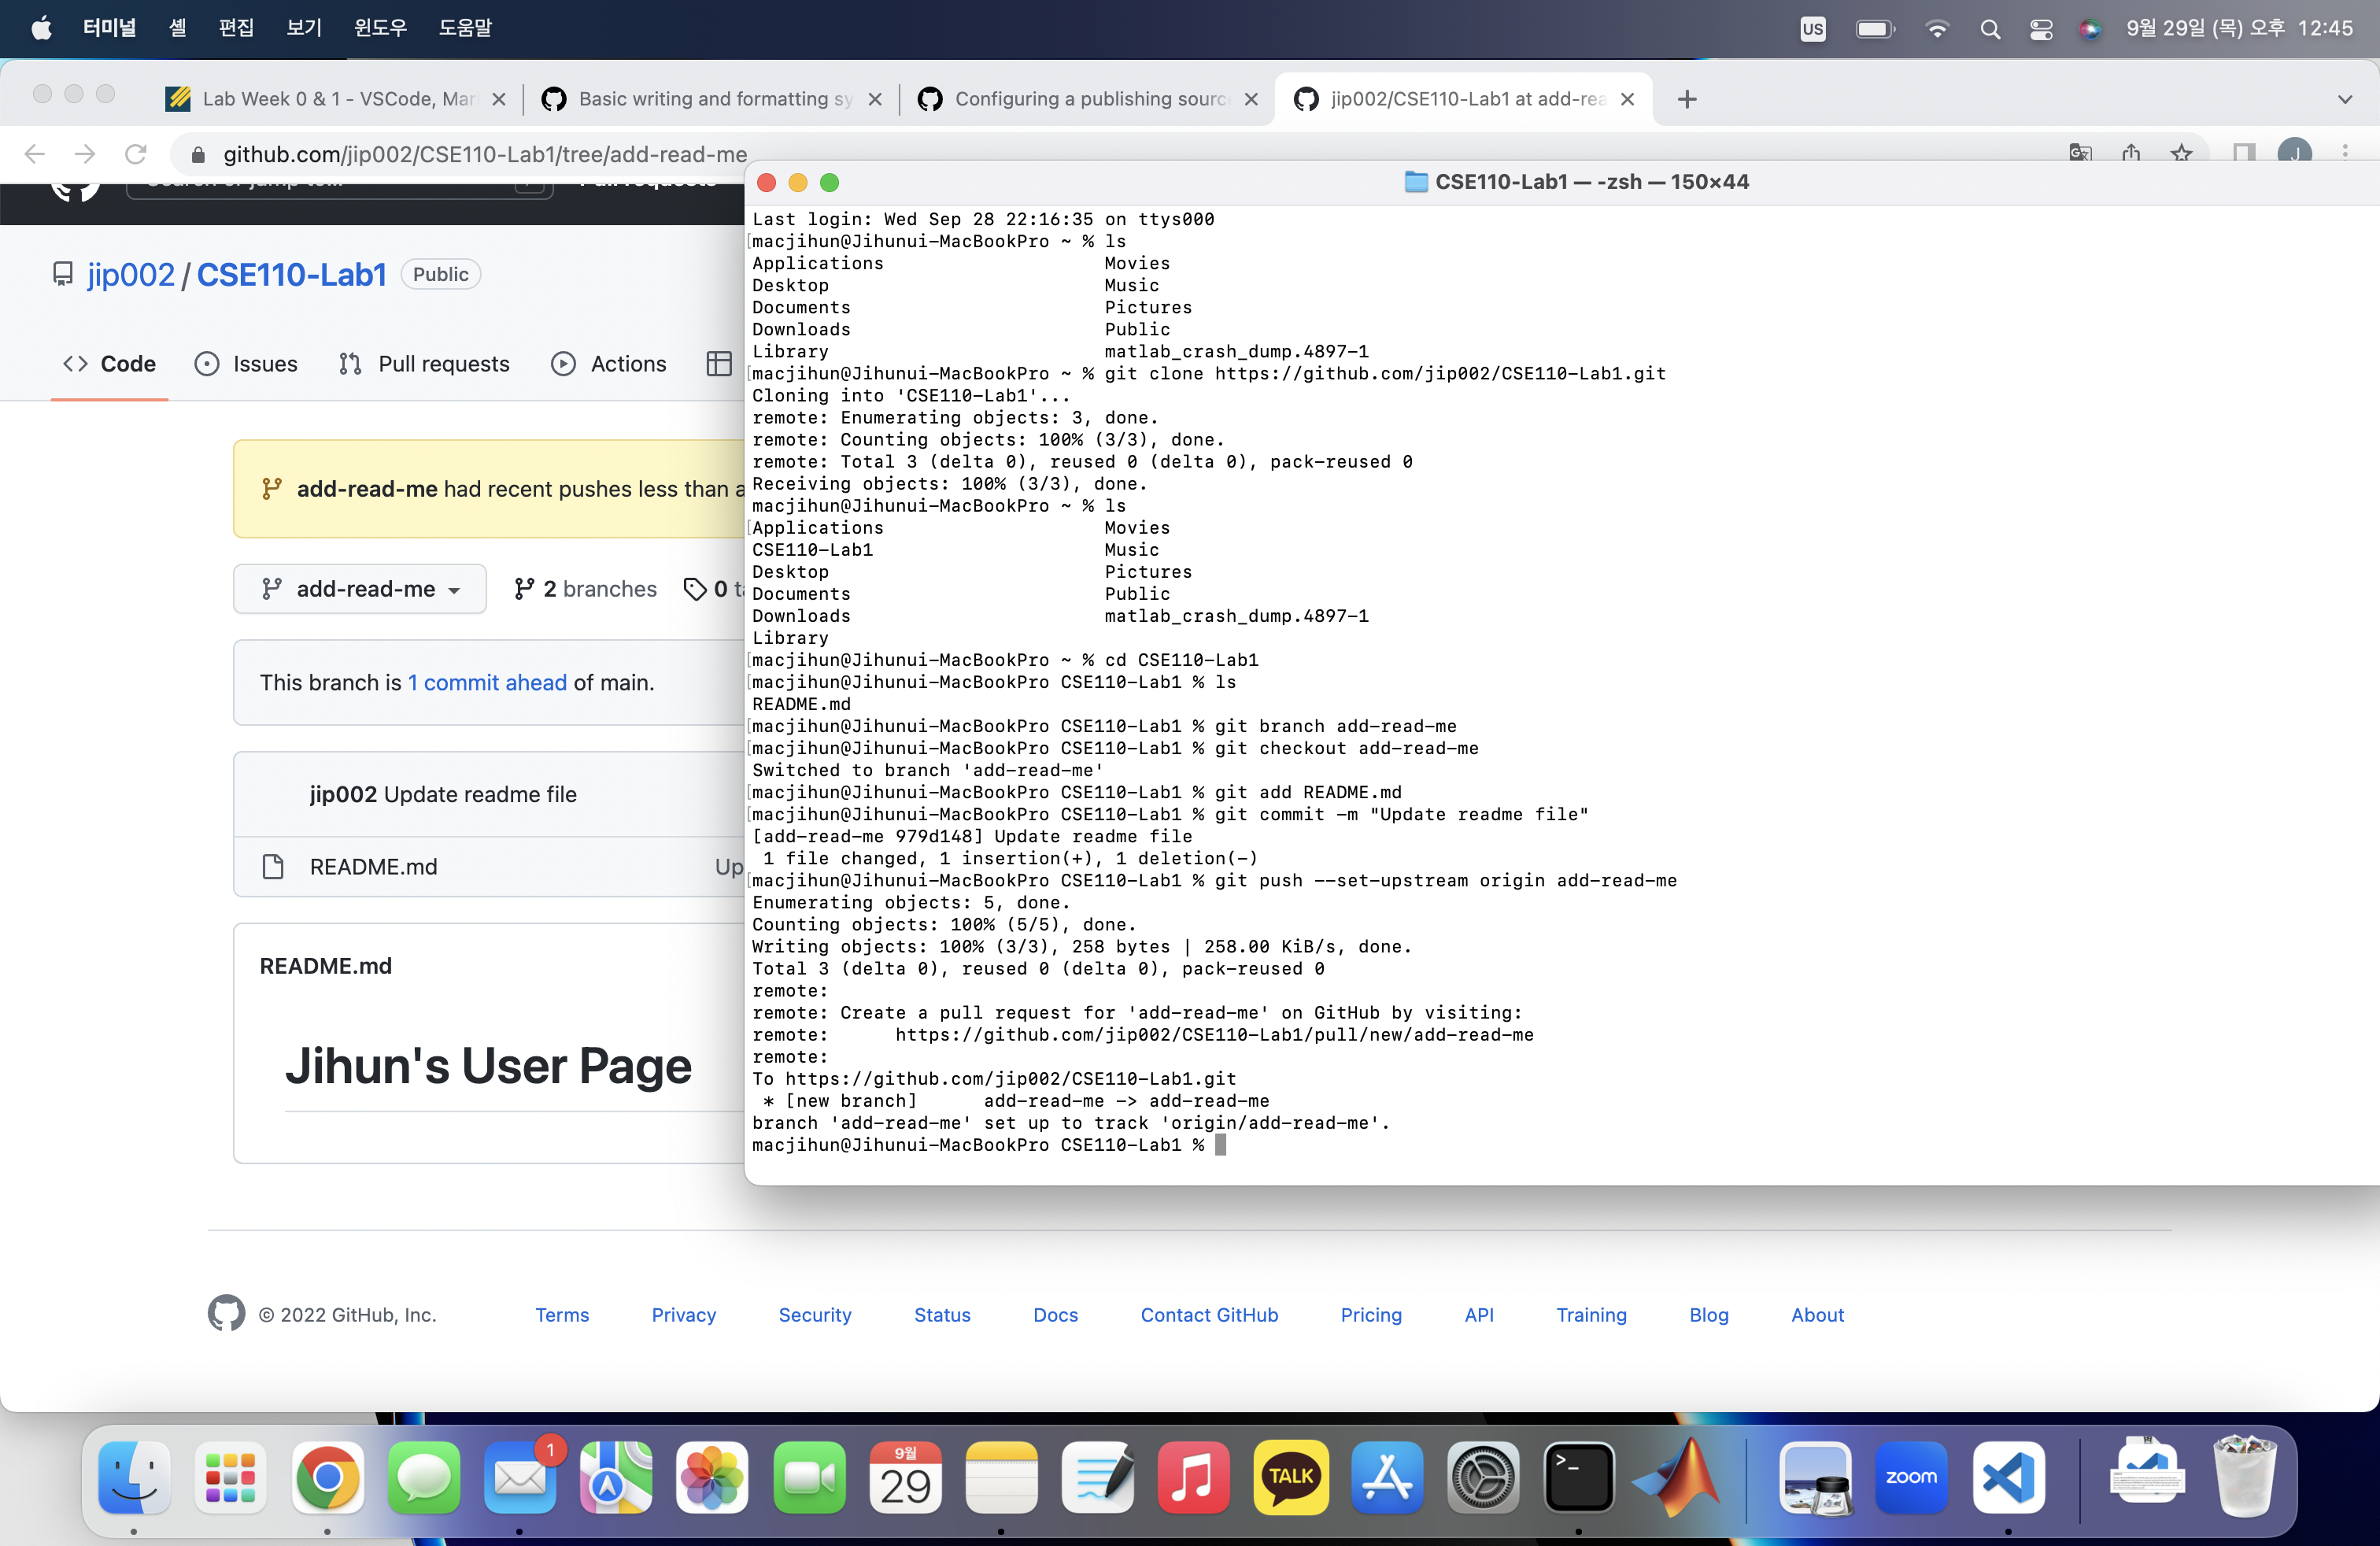 터미널 셸 편집 보기 윈도우 도움말 US 9월 29일 (목) 오후 12:45
Lab Week 0 & 1 - VSCode, Mar
Basic writing and formatting sy
Configuring a publishing sourc
jip002/CSE110-Lab1 at add-rea
github.com/jip002/CSE110-Lab1/tree/add-read-me
J
jip002 / CSE110-Lab1 Public
Code Issues Pull requests Actions
add-read-me had recent pushes less than a
add-read-me 2 branches 0
This branch is 1 commit ahead of main.
jip002 Update readme file
README.md Up
README.md
Jihun's User Page
CSE110-Lab1 — -zsh — 150×44
Last login: Wed Sep 28 22:16:35 on ttys000
macjihun@Jihunui-MacBookPro ~ % ls
Applications Movies
Desktop Music
Documents Pictures
Downloads Public
Library matlab_crash_dump.4897-1
macjihun@Jihunui-MacBookPro ~ % git clone https://github.com/jip002/CSE110-Lab1.git
Cloning into 'CSE110-Lab1'...
remote: Enumerating objects: 3, done.
remote: Counting objects: 100% (3/3), done.
remote: Total 3 (delta 0), reused 0 (delta 0), pack-reused 0
Receiving objects: 100% (3/3), done.
macjihun@Jihunui-MacBookPro ~ % ls
Applications Movies
CSE110-Lab1 Music
Desktop Pictures
Documents Public
Downloads matlab_crash_dump.4897-1
Library
macjihun@Jihunui-MacBookPro ~ % cd CSE110-Lab1
macjihun@Jihunui-MacBookPro CSE110-Lab1 % ls
README.md
macjihun@Jihunui-MacBookPro CSE110-Lab1 % git branch add-read-me
macjihun@Jihunui-MacBookPro CSE110-Lab1 % git checkout add-read-me
Switched to branch 'add-read-me'
macjihun@Jihunui-MacBookPro CSE110-Lab1 % git add README.md
macjihun@Jihunui-MacBookPro CSE110-Lab1 % git commit -m "Update readme file"
[add-read-me 979d148] Update readme file
1 file changed, 1 insertion(+), 1 deletion(-)
macjihun@Jihunui-MacBookPro CSE110-Lab1 % git push --set-upstream origin add-read-me
Enumerating objects: 5, done.
Counting objects: 100% (5/5), done.
Writing objects: 100% (3/3), 258 bytes | 258.00 KiB/s, done.
Total 3 (delta 0), reused 0 (delta 0), pack-reused 0
remote:
remote: Create a pull request for 'add-read-me' on GitHub by visiting:
remote: https://github.com/jip002/CSE110-Lab1/pull/new/add-read-me
remote:
To https://github.com/jip002/CSE110-Lab1.git
* [new branch] add-read-me -> add-read-me
branch 'add-read-me' set up to track 'origin/add-read-me'.
macjihun@Jihunui-MacBookPro CSE110-Lab1 %
© 2022 GitHub, Inc. Terms Privacy Security Status Docs Contact GitHub Pricing API Training Blog About
1
9월
29
TALK
>_
zoom